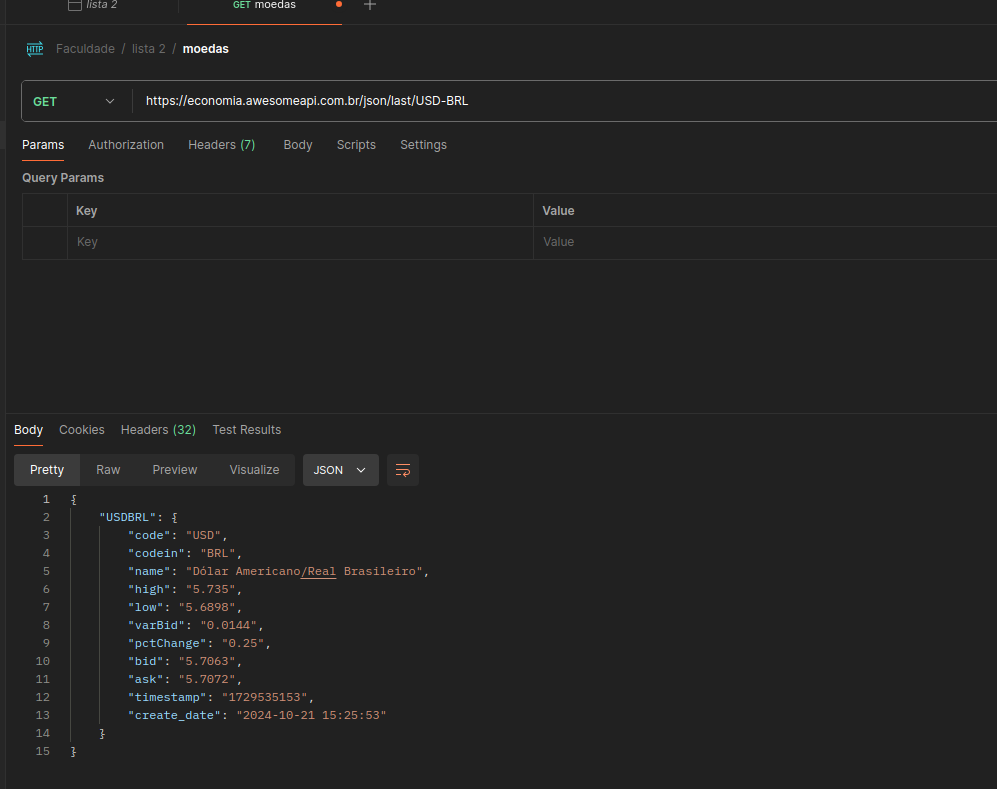 lista 2 GET moedas
HTTP Faculdade / lista 2 / moedas
GET https://economia.awesomeapi.com.br/json/last/USD-BRL
Params Authorization Headers (7) Body Scripts Settings
Query Params
Key Value
Key Value
Body Cookies Headers (32) Test Results
Pretty Raw Preview Visualize JSON
1 {
2 "USDBRL": {
3 "code": "USD",
4 "codein": "BRL",
5 "name": "Dólar Americano/Real Brasileiro",
6 "high": "5.735",
7 "low": "5.6898",
8 "varBid": "0.0144",
9 "pctChange": "0.25",
10 "bid": "5.7063",
11 "ask": "5.7072",
12 "timestamp": "1729535153",
13 "create_date": "2024-10-21 15:25:53"
14 }
15 }